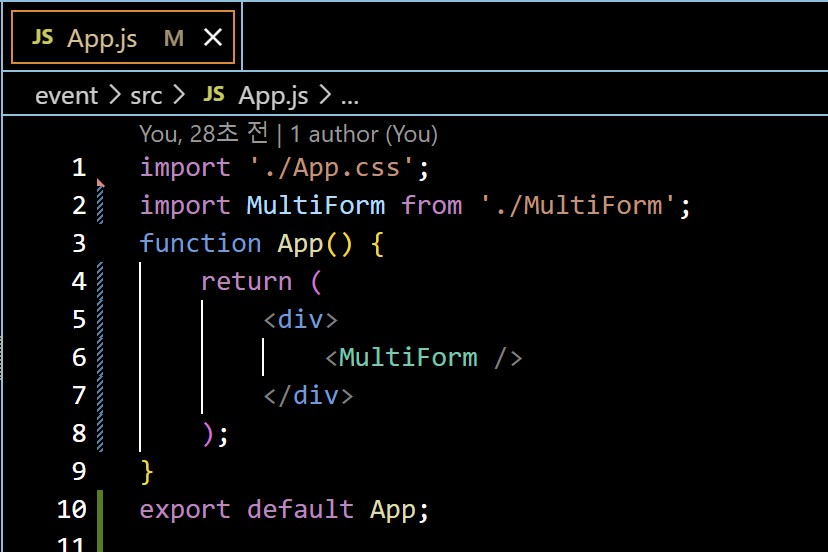 JS App.js M
event > src > JS App.js > ...
You, 28초 전 | 1 author (You)
1 import './App.css';
2 import MultiForm from './MultiForm';
3 function App() {
4 return (
5 <div>
6 <MultiForm />
7 </div>
8 );
9 }
10 export default App;
11